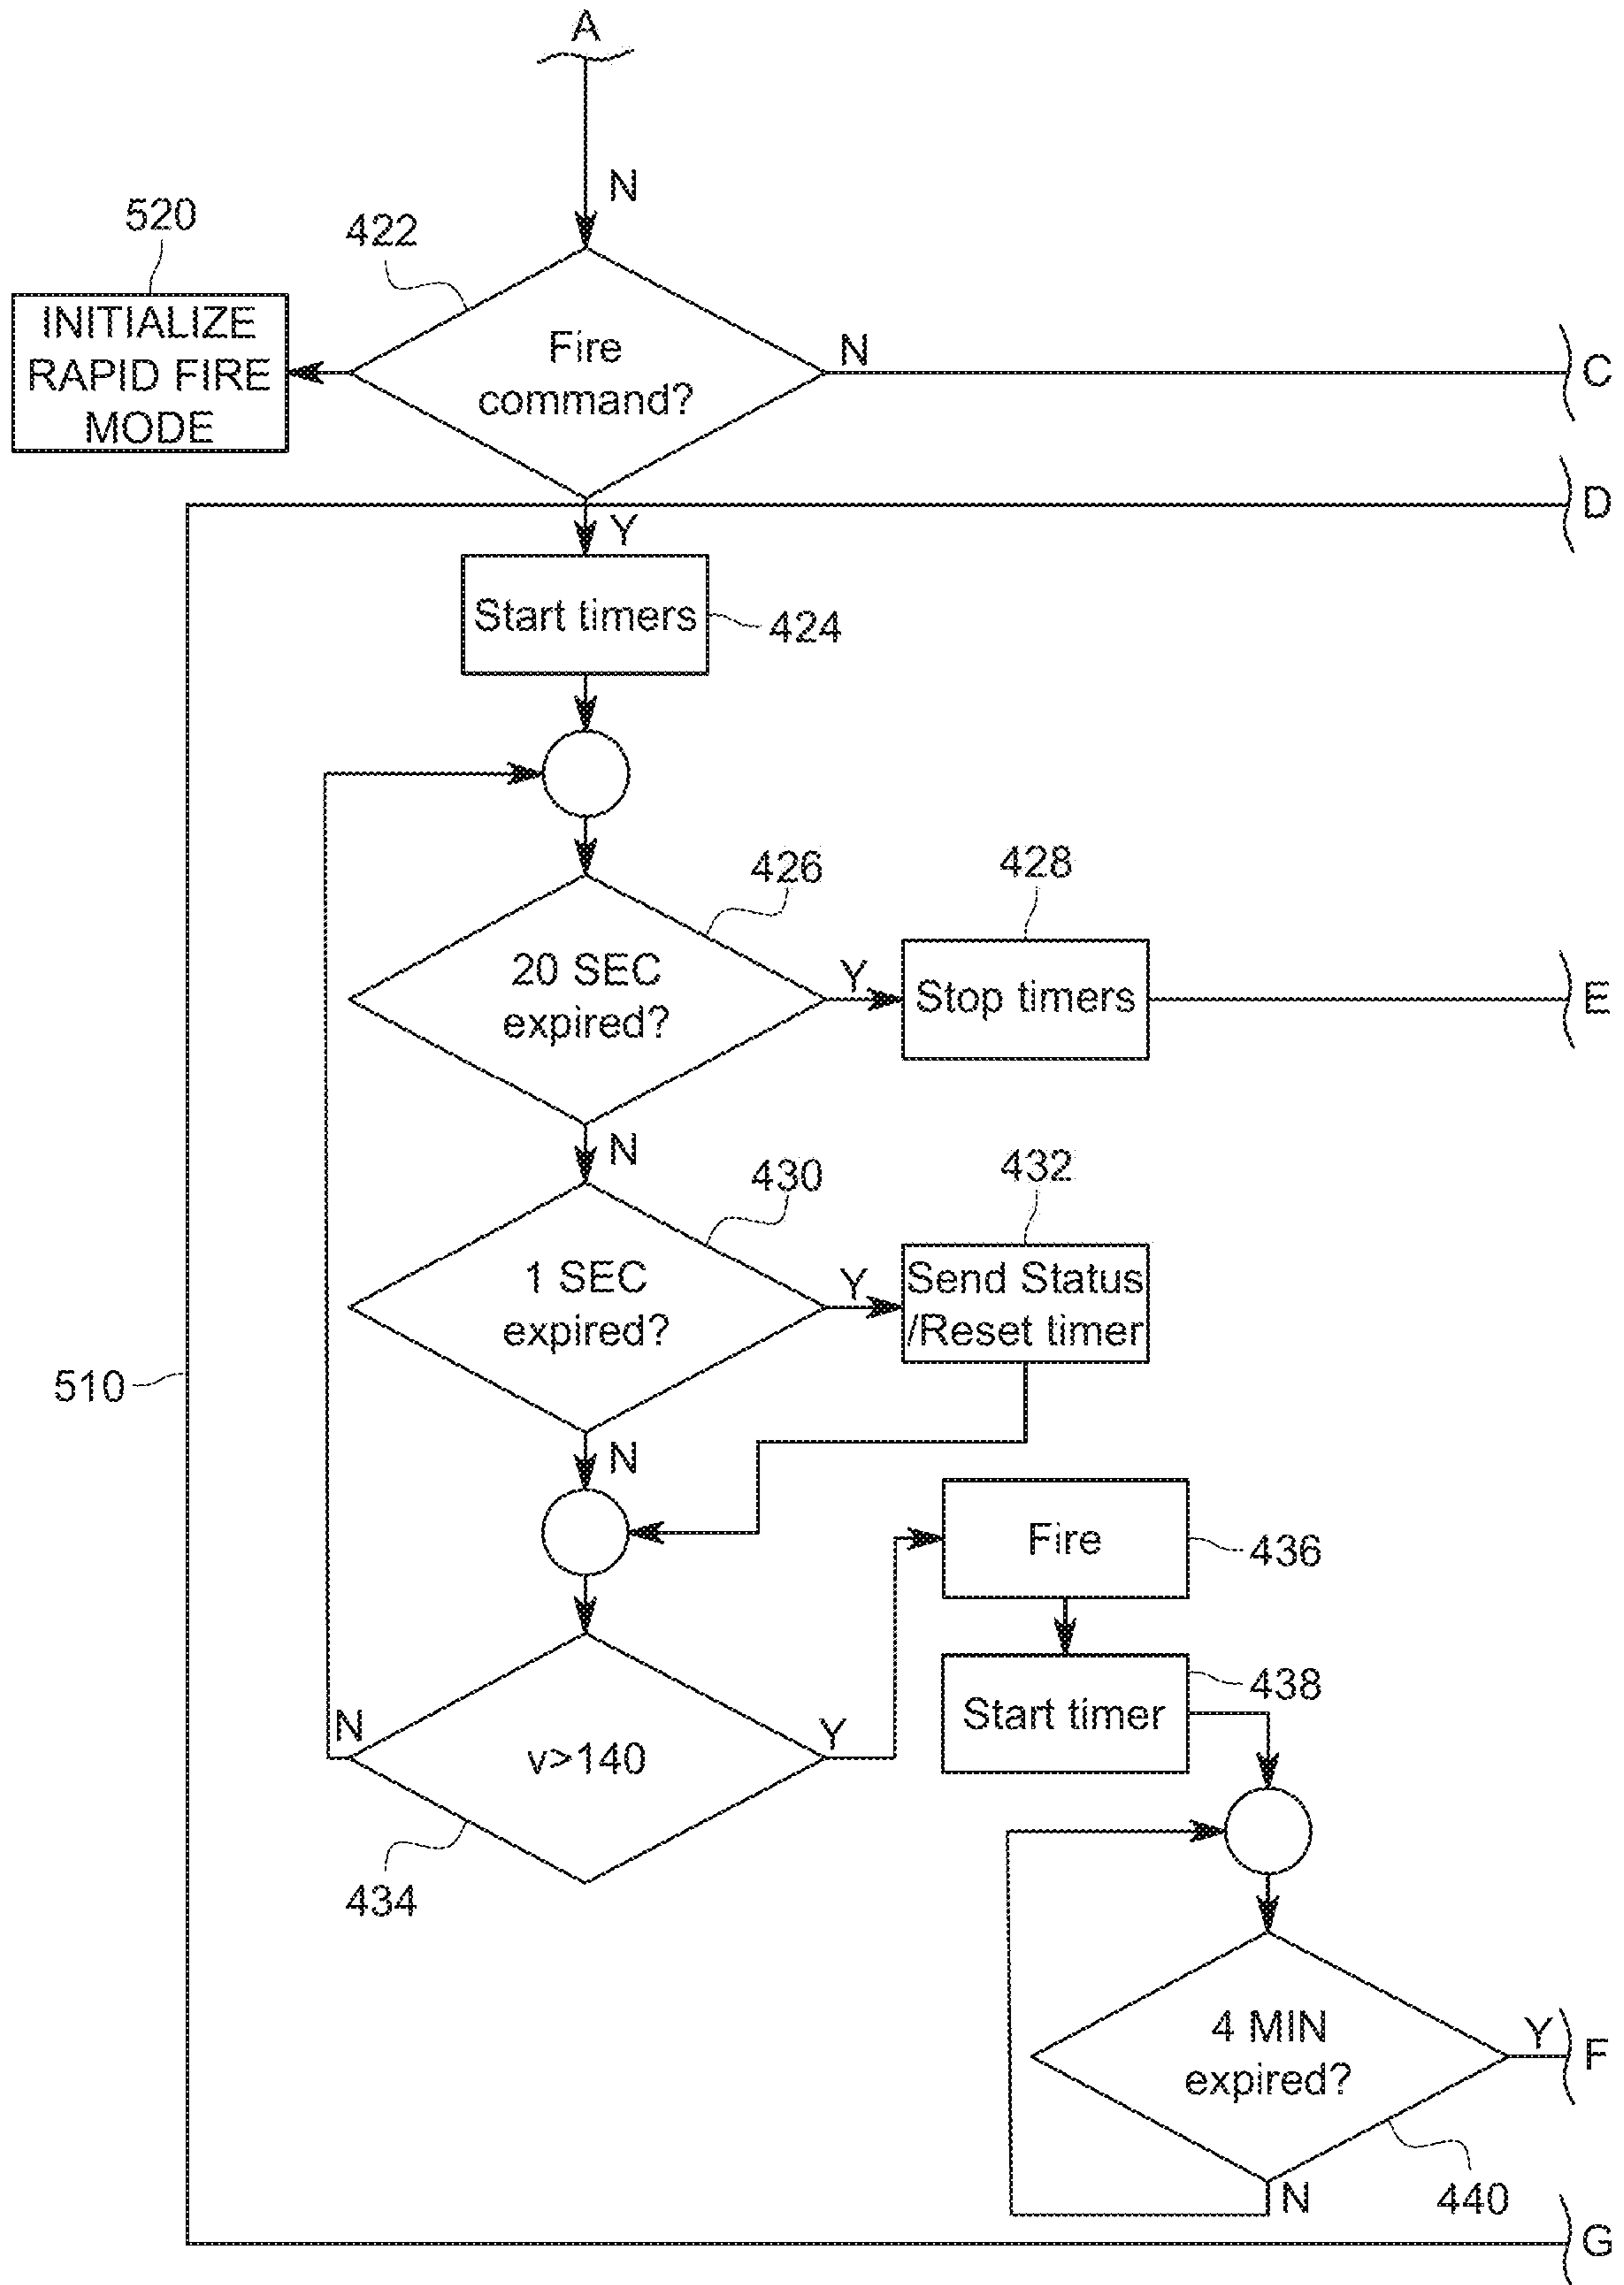 A
N
520
422
INITIALIZE
RAPID FIRE
MODE
Fire
command?
N
C
D
Y
Start timers
424
426
428
20 SEC
expired?
Y
Stop timers
E
N
430
432
1 SEC
expired?
Y
Send Status
/Reset timer
510
N
Fire
436
438
Start timer
N
v>140
Y
434
4 MIN
expired?
Y
F
440
N
G